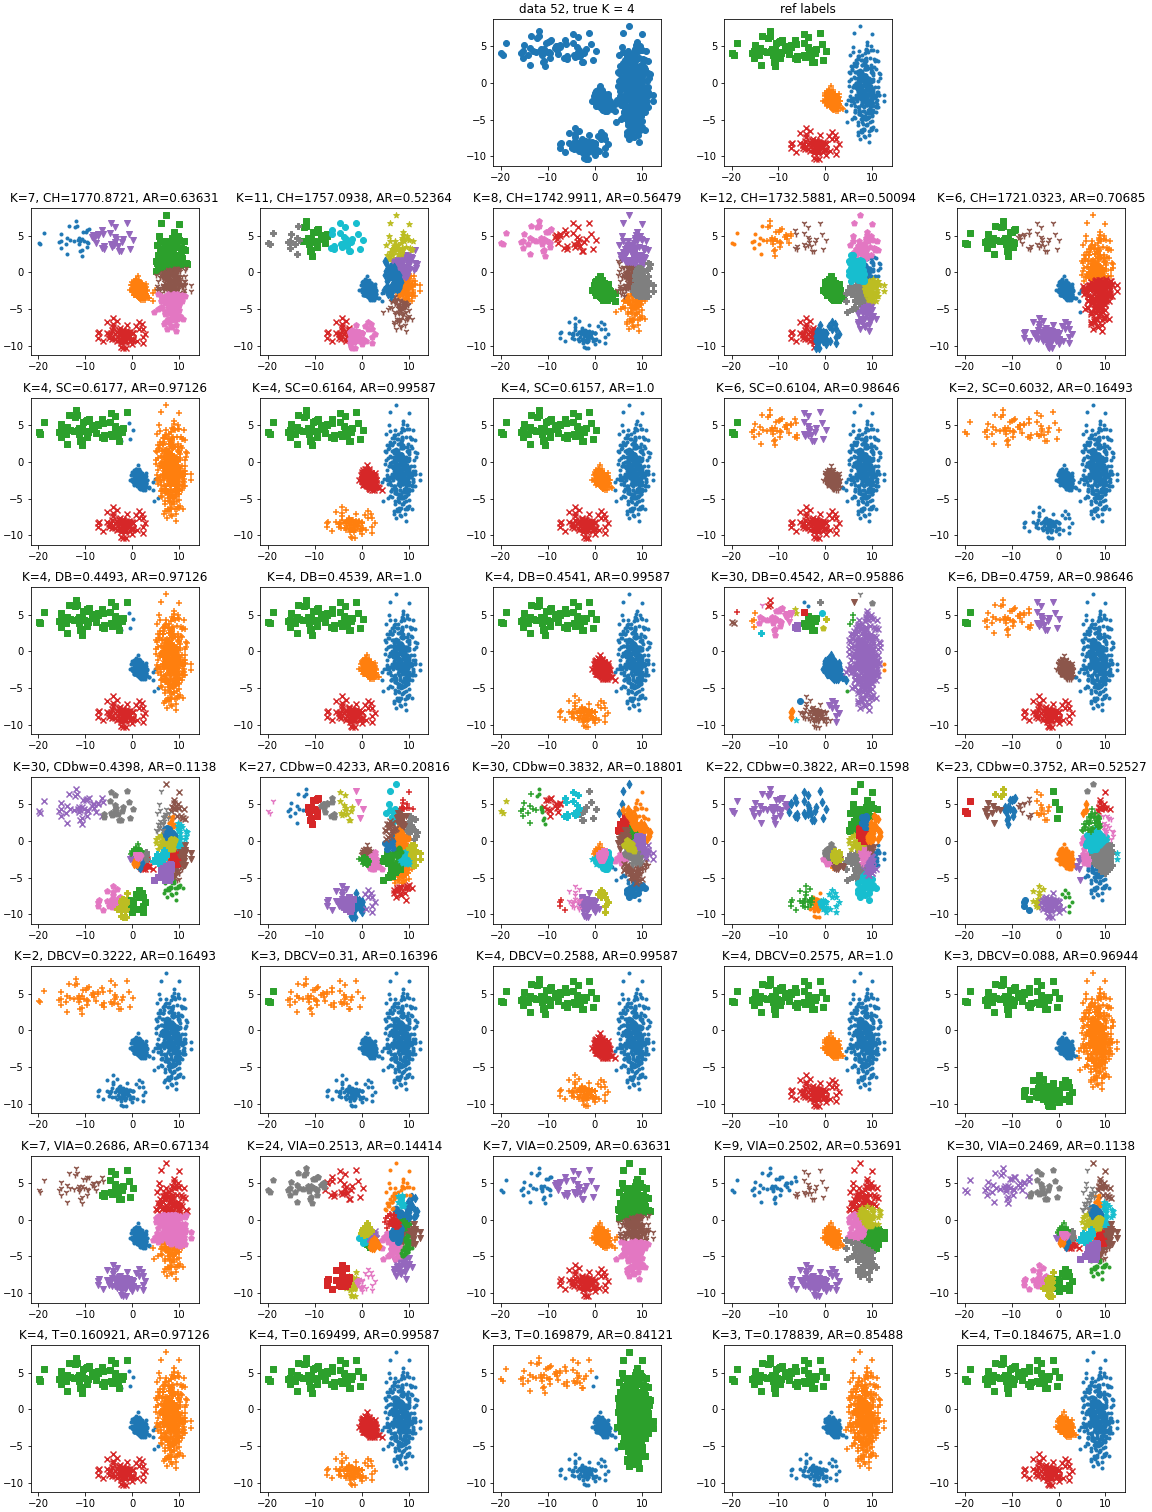 data 52, true K = 4
ref labels
K=7, CH=1770.8721, AR=0.63631
K=11, CH=1757.0938, AR=0.52364
K=8, CH=1742.9911, AR=0.56479
K=12, CH=1732.5881, AR=0.50094
K=6, CH=1721.0323, AR=0.70685
K=4, SC=0.6177, AR=0.97126
K=4, SC=0.6164, AR=0.99587
K=4, SC=0.6157, AR=1.0
K=6, SC=0.6104, AR=0.98646
K=2, SC=0.6032, AR=0.16493
K=4, DB=0.4493, AR=0.97126
K=4, DB=0.4539, AR=1.0
K=4, DB=0.4541, AR=0.99587
K=30, DB=0.4542, AR=0.95886
K=6, DB=0.4759, AR=0.98646
K=30, CDbw=0.4398, AR=0.1138
K=27, CDbw=0.4233, AR=0.20816
K=30, CDbw=0.3832, AR=0.18801
K=22, CDbw=0.3822, AR=0.1598
K=23, CDbw=0.3752, AR=0.52527
K=2, DBCV=0.3222, AR=0.16493
K=3, DBCV=0.31, AR=0.16396
K=4, DBCV=0.2588, AR=0.99587
K=4, DBCV=0.2575, AR=1.0
K=3, DBCV=0.088, AR=0.96944
K=7, VIA=0.2686, AR=0.67134
K=24, VIA=0.2513, AR=0.14414
K=7, VIA=0.2509, AR=0.63631
K=9, VIA=0.2502, AR=0.53691
K=30, VIA=0.2469, AR=0.1138
K=4, T=0.160921, AR=0.97126
K=4, T=0.169499, AR=0.99587
K=3, T=0.169879, AR=0.84121
K=3, T=0.178839, AR=0.85488
K=4, T=0.184675, AR=1.0